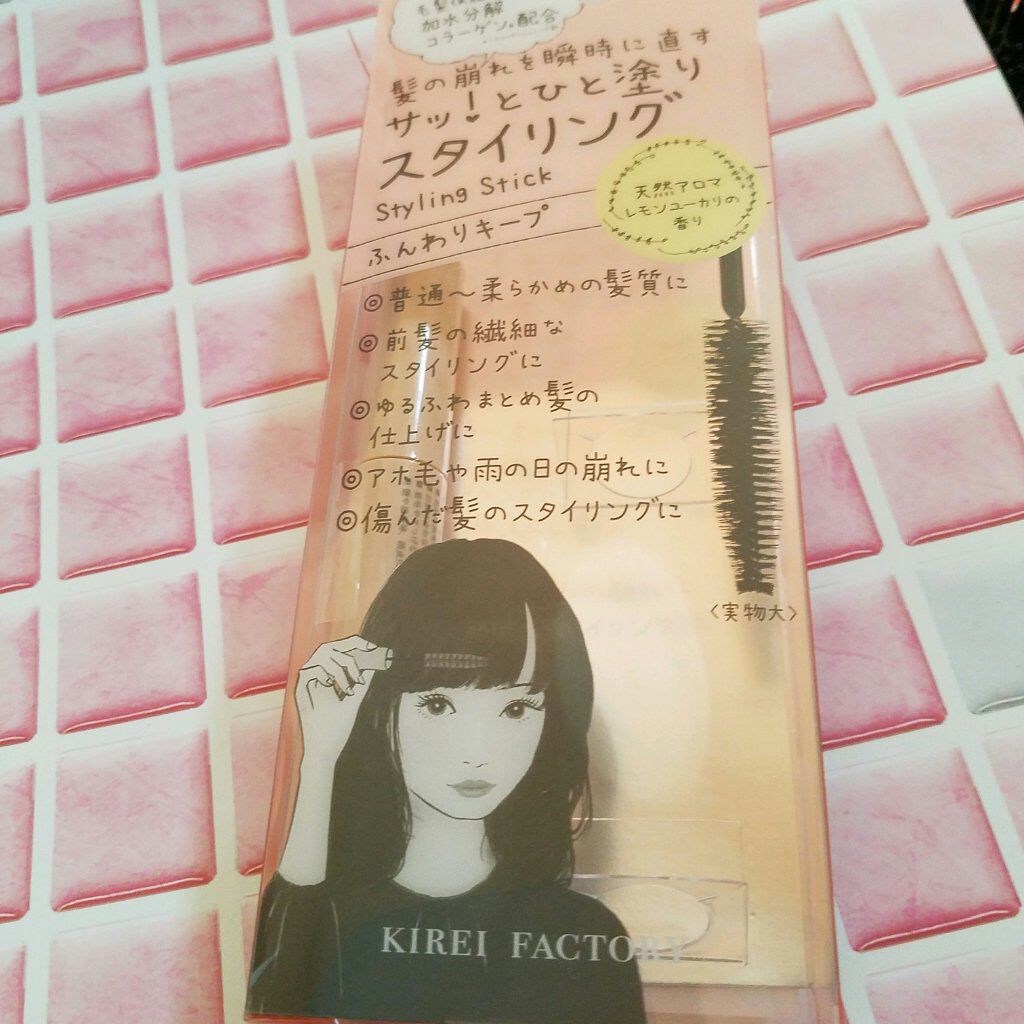 加水分解
コラーゲン*配合
髪の崩れを瞬時に直す
サッ!とひと塗り
スタイリング
Styling Stick
ふんわりキープ
天然アロマ
レモンユーカリの
香り
◎普通～柔らかめの髪質に
◎前髪の繊細な
スタイリングに
◎ゆるふわまとめ髪の
仕上げに
◎アホ毛や雨の日の崩れに
◎傷んだ髪のスタイリングに
〈実物大〉
KIREI FACTORY